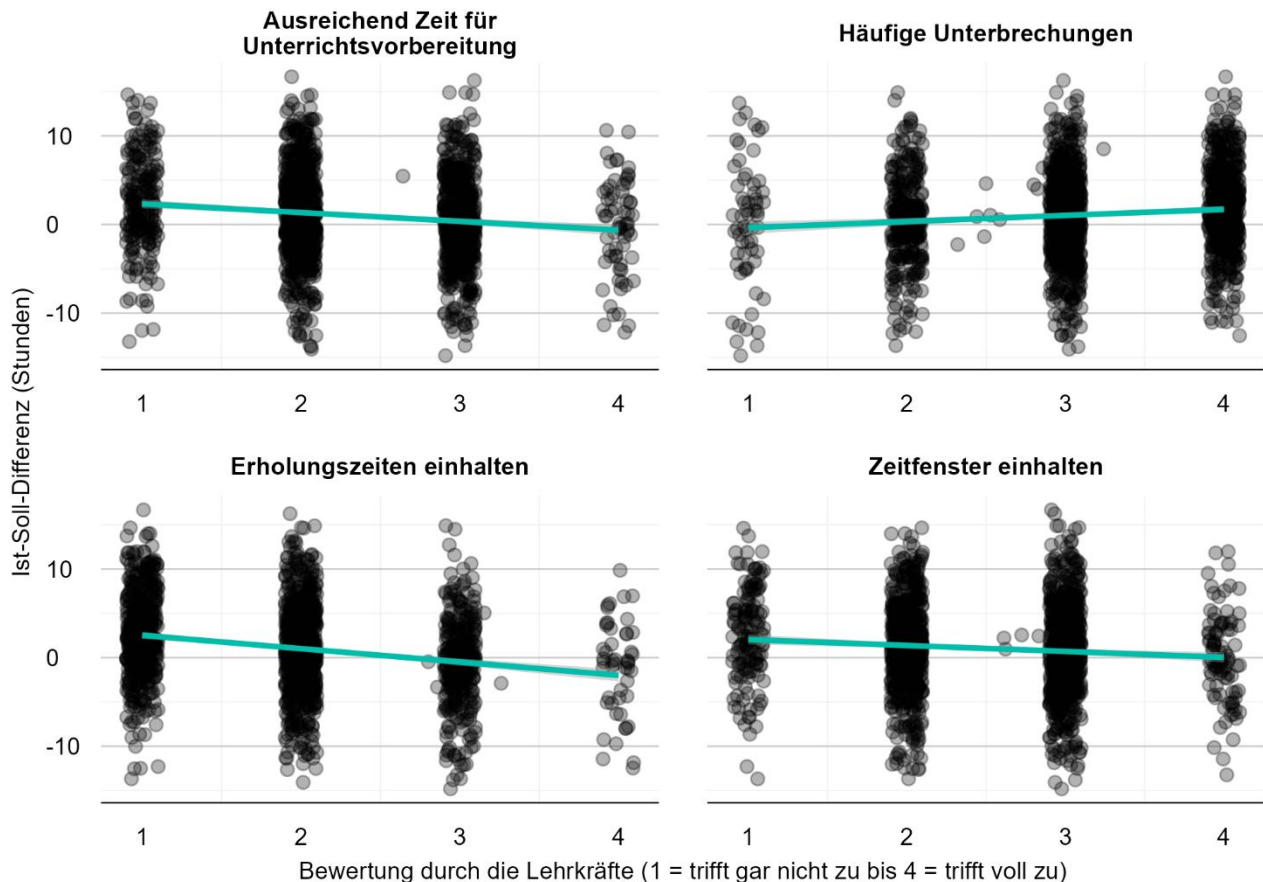 Ausreichend Zeit für
Unterrichtsvorbereitung
Häufige Unterbrechungen
10
0
-10
1 2 3 4
1 2 3 4
Erholungszeiten einhalten
Zeitfenster einhalten
10
0
-10
1 2 3 4
1 2 3 4
Ist-Soll-Differenz (Stunden)
Bewertung durch die Lehrkräfte (1 = trifft gar nicht zu bis 4 = trifft voll zu)